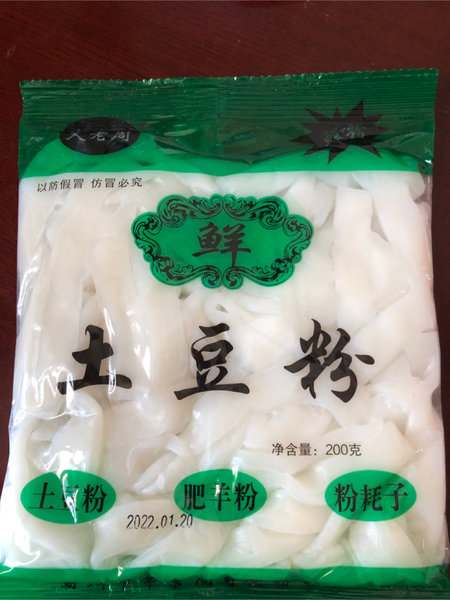 以防假冒 仿冒必究
鲜
土豆粉
净含量：200克
土豆粉
肥羊粉
粉耗子
2022.01.20